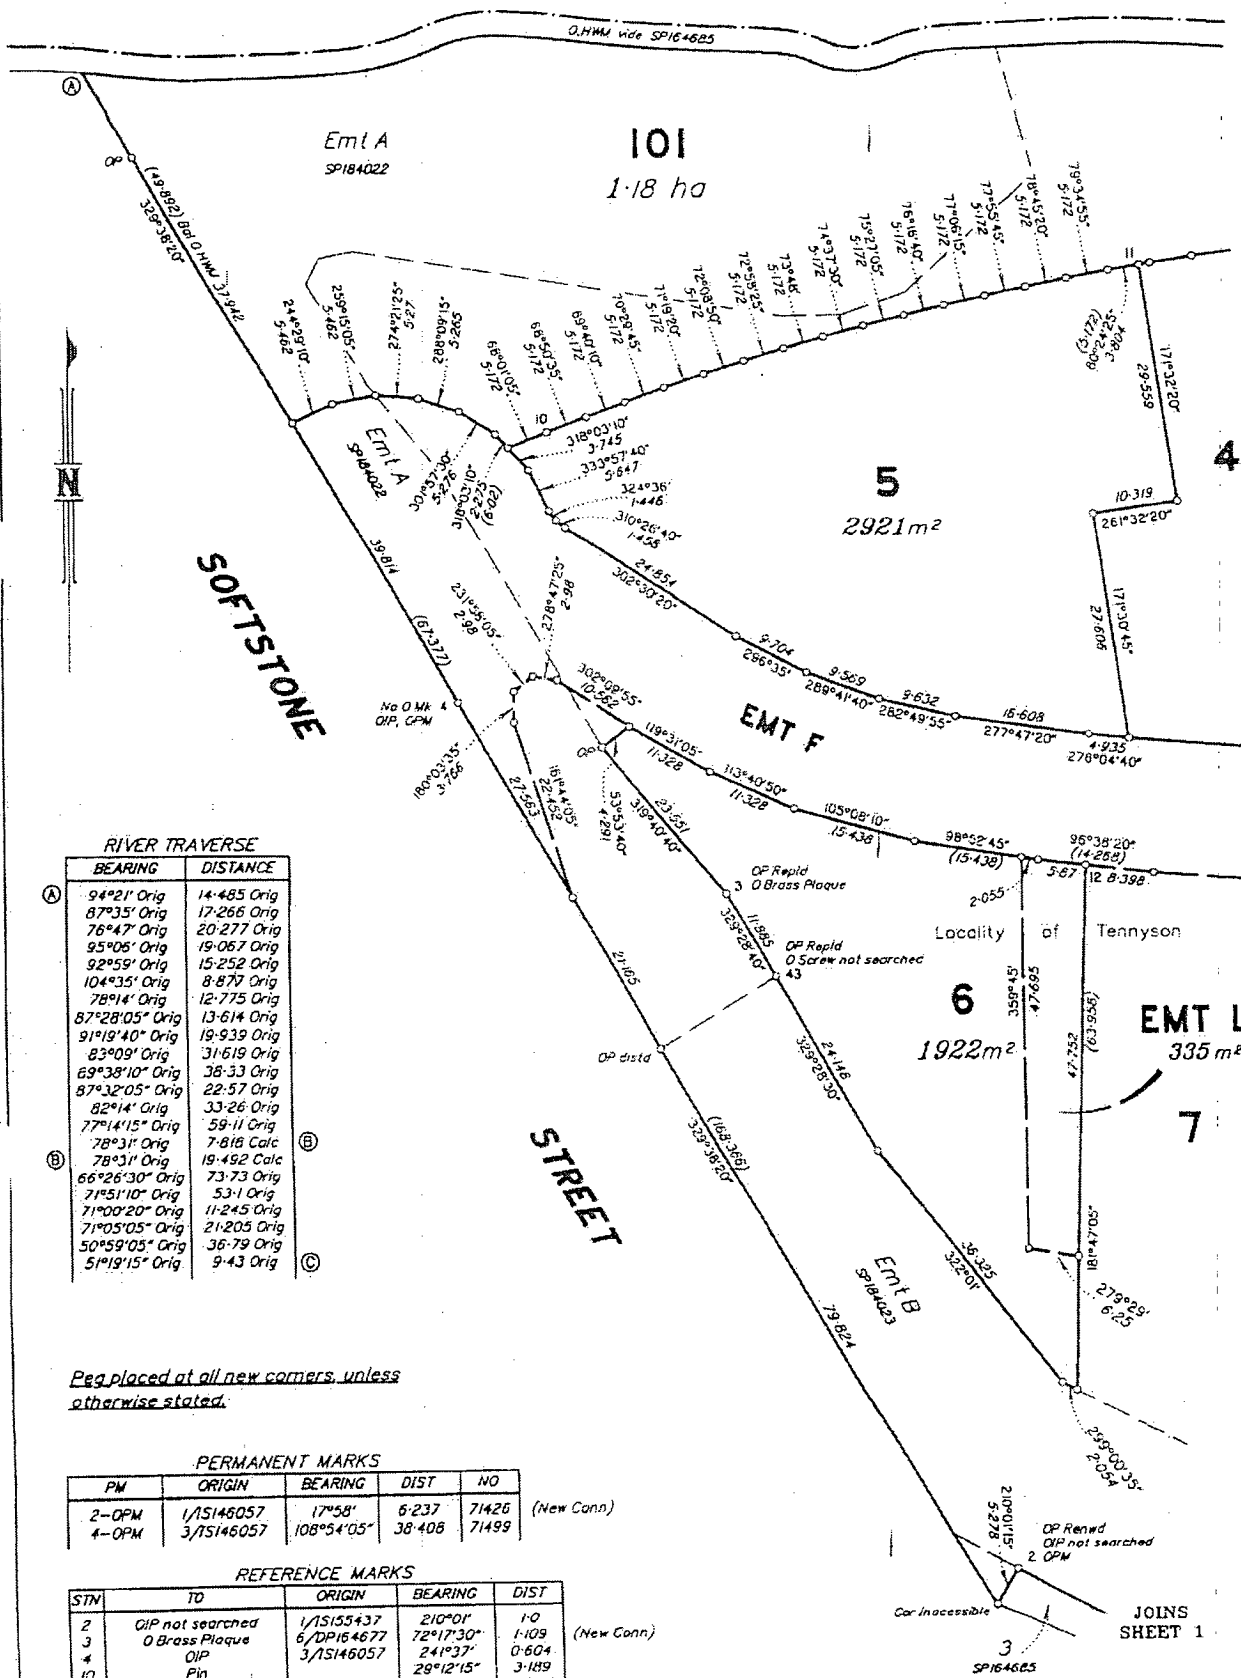 O.HWM vide SP164685
A
Emt A
SP184022
101
1·18 ha
OP
(49·892) Bal O HWM 37·942
329°38'20"
244°29'10"
5·462
259°15'05"
5·462
274°21'25"
5·27
288°09'15"
5·265
68°01'05"
5·172
68°50'35"
5·172
69°40'10"
5·172
70°29'45"
5·172
71°19'20"
5·172
72°08'50"
5·172
72°58'25"
5·172
73°48'
5·172
74°37'30"
5·172
75°27'05"
5·172
76°16'40"
5·172
77°06'15"
5·172
77°55'45"
5·172
78°45'20"
5·172
79°34'55"
5·172
11
(5·172)
80°24'25"
3·804
171°32'20"
29·559
10
318°03'10"
3·745
333°57'40"
5·647
324°36'
1·446
310°26'40"
1·458
Emt A
SP184022
301°57'30"
5·276
318°03'10"
2·275
(6·02)
N
5
2921m²
4
10·319
261°32'20"
171°30'45"
27·606
24·854
302°30'20"
9·704
296°35'
9·569
289°41'40"
9·632
282°49'55"
16·608
277°47'20"
4·935
276°04'40"
SOFTSTONE
39·814
(67·377)
231°56'05"
2·98
278°47'25"
2·98
302°09'55"
10·562
No O Mk 4
OIP, OPM
OP
EMT F
119°31'05"
11·328
113°40'50"
11·328
105°08'10"
15·438
98°52'45"
(15·438)
96°38'20"
(14·268)
5·87
12 8·398
2·055
180°03'35"
3·766
27·563
161°44'05"
22·452
53°53'40"
4·291
23·551
319°40'40"
OP Repld
3 O Brass Plaque
11·885
329°28'40"
OP Repld
O Screw not searched
43
Locality of Tennyson
RIVER TRAVERSE
BEARING DISTANCE
A 94°21' Orig 14·485 Orig
87°35' Orig 17·266 Orig
76°47' Orig 20·277 Orig
95°06' Orig 19·067 Orig
92°59' Orig 15·252 Orig
104°35' Orig 8·877 Orig
78°14' Orig 12·775 Orig
87°28'05" Orig 13·614 Orig
91°19'40" Orig 19·939 Orig
83°09' Orig 31·619 Orig
69°38'10" Orig 38·33 Orig
87°32'05" Orig 22·57 Orig
82°14' Orig 33·26 Orig
77°14'15" Orig 59·11 Orig
78°31' Orig 7·818 Calc B
B 78°31' Orig 19·492 Calc
66°26'30" Orig 73·73 Orig
71°51'10" Orig 53·1 Orig
71°00'20" Orig 11·245 Orig
71°05'05" Orig 21·205 Orig
50°59'05" Orig 36·79 Orig
51°19'15" Orig 9·43 Orig C
21·165
OP distd
6
1922m²
359°45'
47·695
47·752
(63·958)
EMT L
335 m²
7
24·146
329°28'30"
STREET
(168·366)
329°38'20"
79·824
Emt B
SP184023
36·325
322°01'
181°47'05"
279°29'
6·25
299°00'35"
2·054
Peg placed at all new corners, unless
otherwise stated.
PERMANENT MARKS
PM ORIGIN BEARING DIST NO
2-OPM 1/IS146057 17°58' 6·237 71426 (New Conn)
4-OPM 3/IS146057 108°54'05" 38·408 71499
210°01'15"
5·278
OP Renwd
OIP not searched
2 OPM
Cor inaccessible
3
SP164685
JOINS
SHEET 1
REFERENCE MARKS
STN TO ORIGIN BEARING DIST
2 OIP not searched 1/IS155437 210°01' 1·0
3 O Brass Plaque 6/DP164677 72°17'30" 1·109 (New Conn)
4 OIP 3/IS146057 241°37' 0·604
10 Pin 29°12'15" 3·189